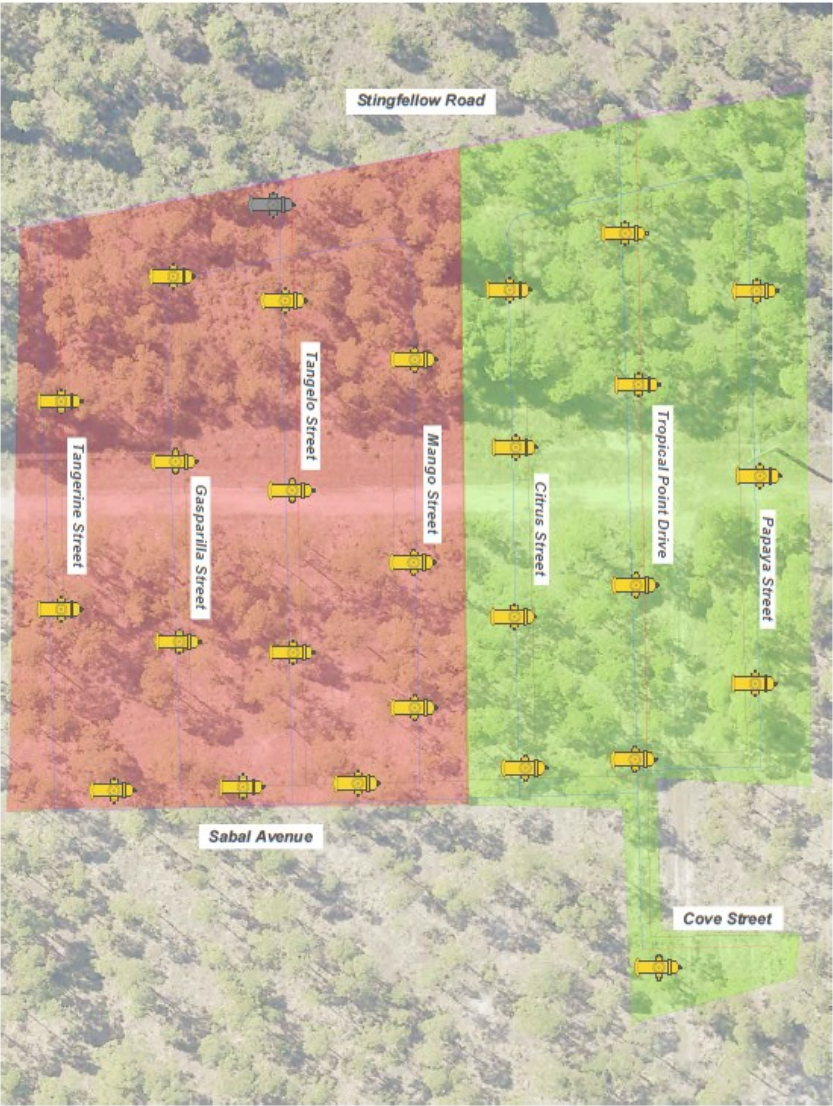 Stingfellow Road
Tangelo Street
Mango Street
Tropical Point Drive
Tangerine Street
Gasparilla Street
Citrus Street
Papaya Street
Sabal Avenue
Cove Street